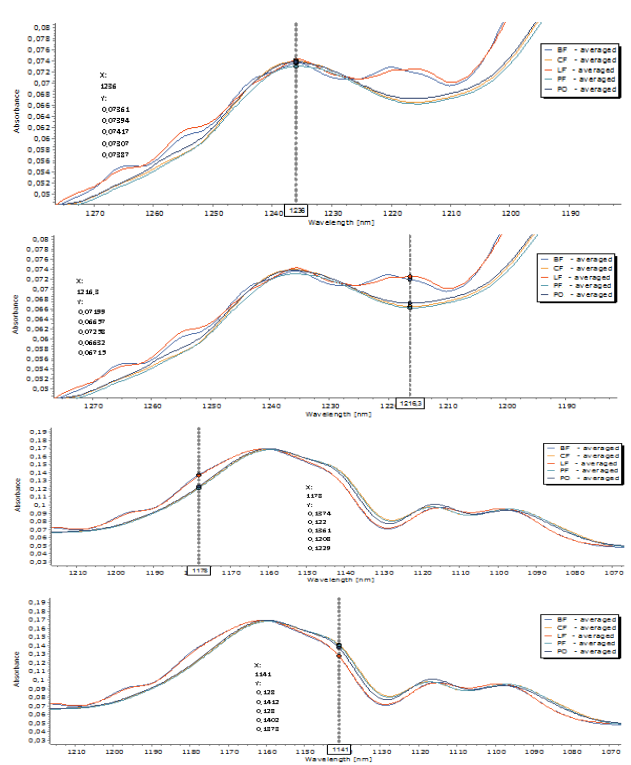 0,08
0,078
0,076
0,074
0,072
0,07
0,068
0,066
0,064
0,062
0,06
0,058
0,056
0,054
0,052
0,05
Absorbance
X:
1236
Y:
0,07361
0,07394
0,07417
0,07307
0,07387
BF - averaged
CF - averaged
LF - averaged
PF - averaged
PO - averaged
1270 1260 1250 1240 1236 1230 1220 1210 1200 1190
Wavelength [nm]
0,08
0,078
0,076
0,074
0,072
0,07
0,068
0,066
0,064
0,062
0,06
0,058
0,056
0,054
0,052
0,05
Absorbance
X:
1216,3
Y:
0,07199
0,06632
0,06715
BF - averaged
CF - averaged
LF - averaged
PF - averaged
PO - averaged
1270 1260 1250 1240 1230 1216,3 1210 1200 1190
Wavelength [nm]
0,19
0,17
0,16
0,15
0,14
0,13
0,12
0,11
0,1
0,09
0,08
0,07
0,06
0,05
0,04
0,03
Absorbance
X:
1178
Y:
0,1374
0,122
0,1361
0,1208
0,1229
BF - averaged
CF - averaged
LF - averaged
PF - averaged
PO - averaged
1210 1200 1190 1178 1170 1160 1150 1140 1130 1120 1110 1100 1090 1080 1070
Wavelength [nm]
0,19
0,17
0,16
0,15
0,14
0,13
0,12
0,11
0,1
0,09
0,08
0,07
0,06
0,05
0,04
0,03
Absorbance
X:
1141
Y:
0,128
0,1412
0,128
0,1402
0,1378
BF - averaged
CF - averaged
LF - averaged
PF - averaged
PO - averaged
1210 1200 1190 1180 1170 1160 1150 1141 1130 1120 1110 1100 1090 1080 1070
Wavelength [nm]